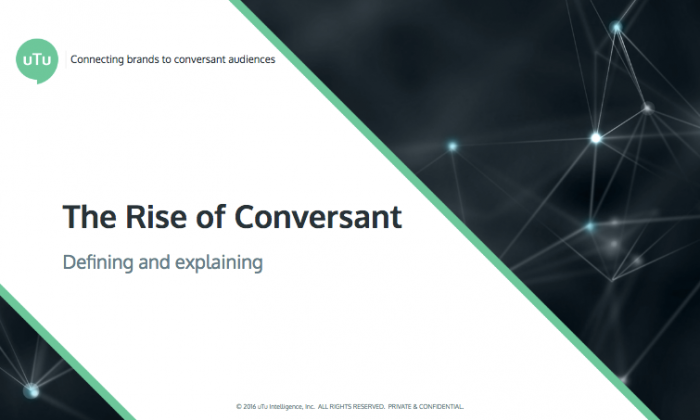 uTu
Connecting brands to conversant audiences
The Rise of Conversant
Defining and explaining
© 2016 uTu Intelligence, Inc. ALL RIGHTS RESERVED. PRIVATE & CONFIDENTIAL.